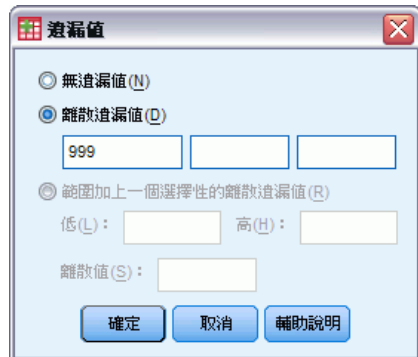 遺漏值
無遺漏值(N)
離散遺漏值(D)
999
範圍加上一個選擇性的離散遺漏值(R)
低(L)： 高(H)：
離散值(S)：
確定 取消 輔助說明